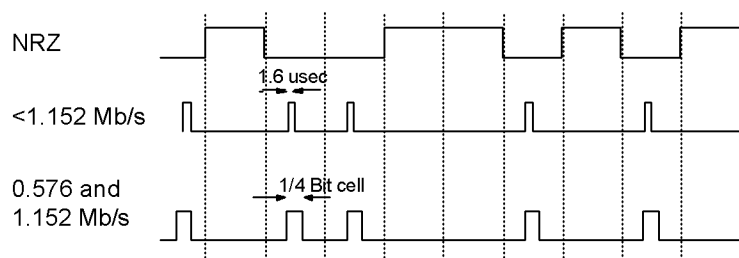 NRZ
1.6 usec
<1.152 Mb/s
1/4 Bit cell
0.576 and
1.152 Mb/s